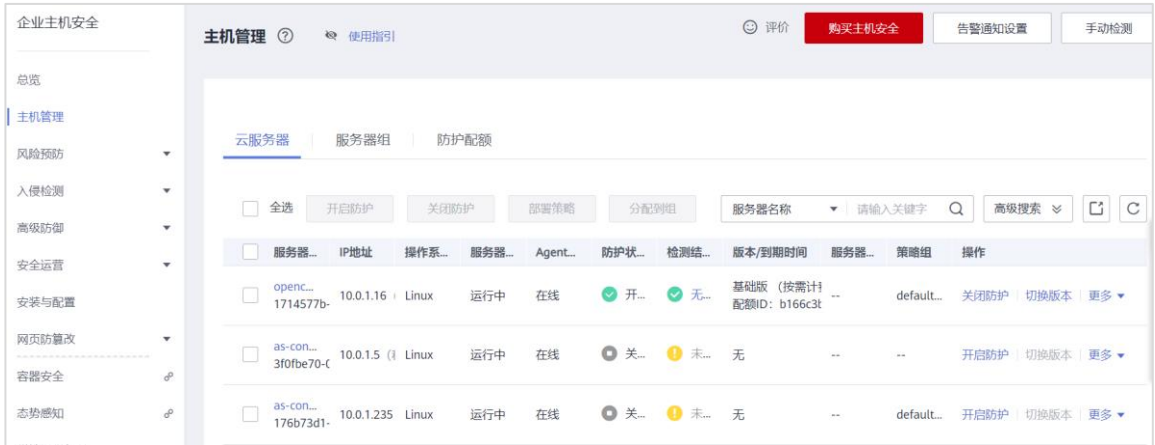 企业主机安全
总览
主机管理
风险预防
入侵检测
高级防御
安全运营
安装与配置
网页防篡改
容器安全
态势感知
主机管理 ? 使用指引
评价 购买主机安全 告警通知设置 手动检测
云服务器 服务器组 防护配额
全选 开启防护 关闭防护 部署策略 分配到组 服务器名称 请输入关键字 高级搜索
服务器... IP地址 操作系... 服务器... Agent... 防护状... 检测结... 版本/到期时间 服务器... 策略组 操作
openc... 10.0.1.16 Linux 运行中 在线 开... 无... 基础版 (按需计 -- default... 关闭防护 切换版本 更多
1714577b- 配额ID: b166c3b
as-con... 10.0.1.5 Linux 运行中 在线 关... 未... 无 -- -- 开启防护 切换版本 更多
3f0fbe70-0
as-con... 10.0.1.235 Linux 运行中 在线 关... 未... 无 -- default... 开启防护 切换版本 更多
176b73d1-